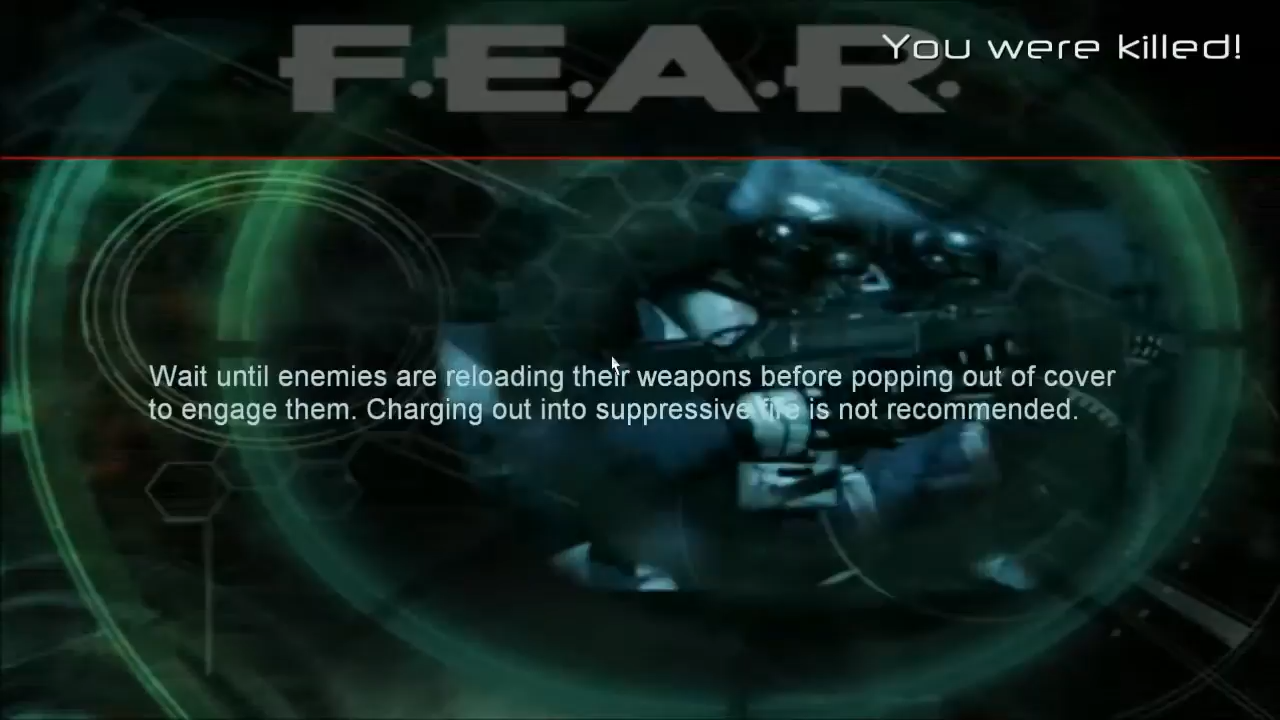 F.E.A.R.
You were killed!
Wait until enemies are reloading their weapons before popping out of cover
to engage them. Charging out into suppressive fire is not recommended.